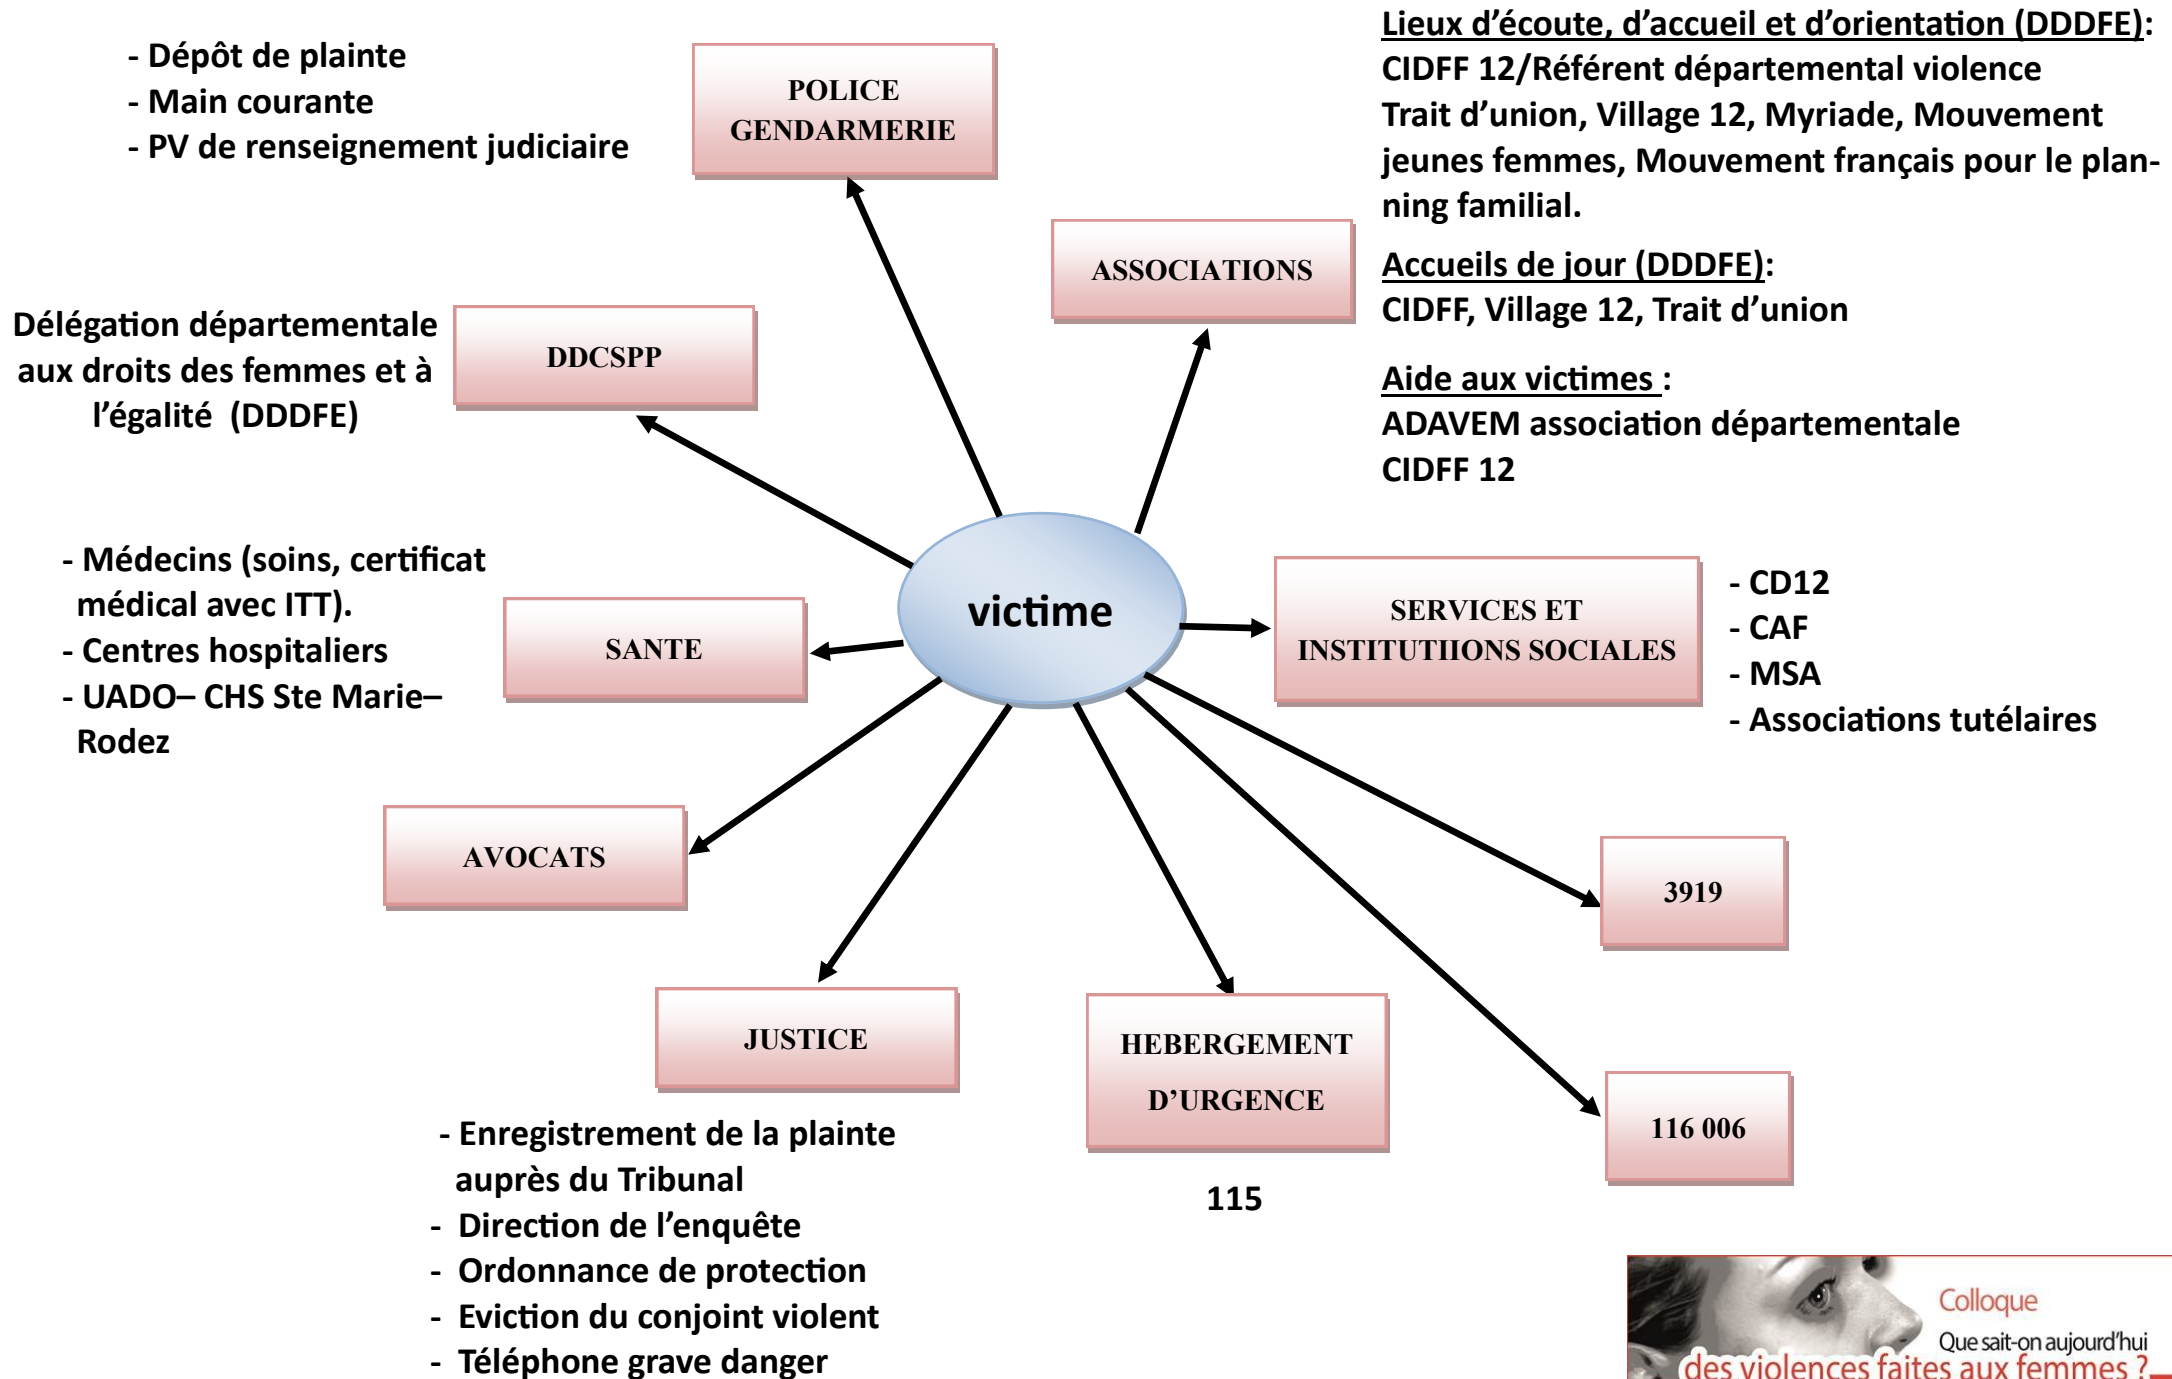 - Dépôt de plainte
- Main courante
- PV de renseignement judiciaire
POLICE
GENDARMERIE
Lieux d’écoute, d’accueil et d’orientation (DDDFE):
CIDFF 12/Référent départemental violence
Trait d’union, Village 12, Myriade, Mouvement
jeunes femmes, Mouvement français pour le plan-
ning familial.
Accueils de jour (DDDFE):
CIDFF, Village 12, Trait d’union
Aide aux victimes :
ADAVEM association départementale
CIDFF 12
ASSOCIATIONS
Délégation départementale
aux droits des femmes et à
l’égalité (DDDFE)
DDCSPP
- Médecins (soins, certificat
médical avec ITT).
- Centres hospitaliers
- UADO– CHS Ste Marie–
Rodez
SANTE
victime
SERVICES ET
INSTITUTIIONS SOCIALES
- CD12
- CAF
- MSA
- Associations tutélaires
AVOCATS
3919
JUSTICE
HEBERGEMENT
D’URGENCE
116 006
- Enregistrement de la plainte
auprès du Tribunal
- Direction de l’enquête
- Ordonnance de protection
- Eviction du conjoint violent
- Téléphone grave danger
115
Colloque
Que sait-on aujourd’hui
des violences faites aux femmes ?